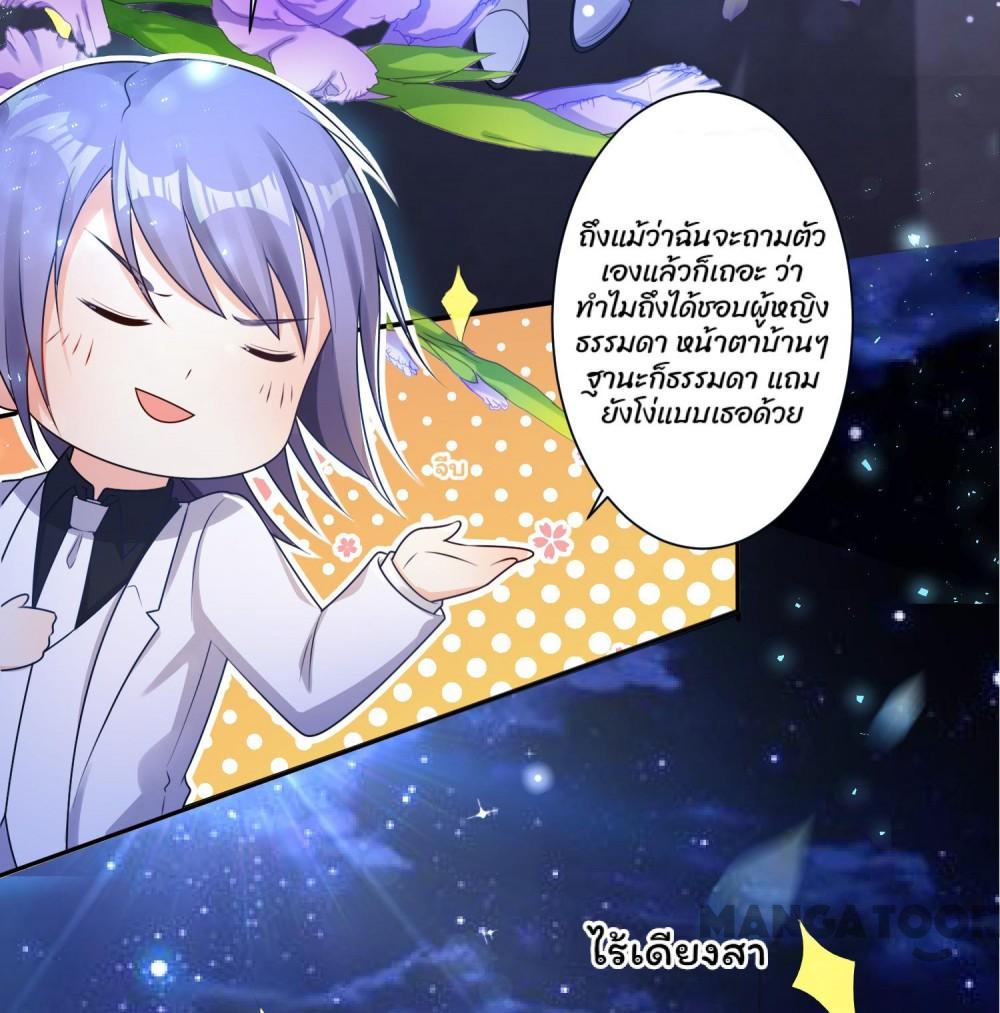 ถึงแม้ว่าฉันจะถามตัว
เองแล้วก็เถอะ ว่า
ทำไมถึงได้ชอบผู้หญิง
ธรรมดา หน้าตาบ้านๆ
ฐานะก็ธรรมดา แถม
ยังโง่แบบเธอด้วย
จีบ
MANGATOON
ไร้เดียงสา